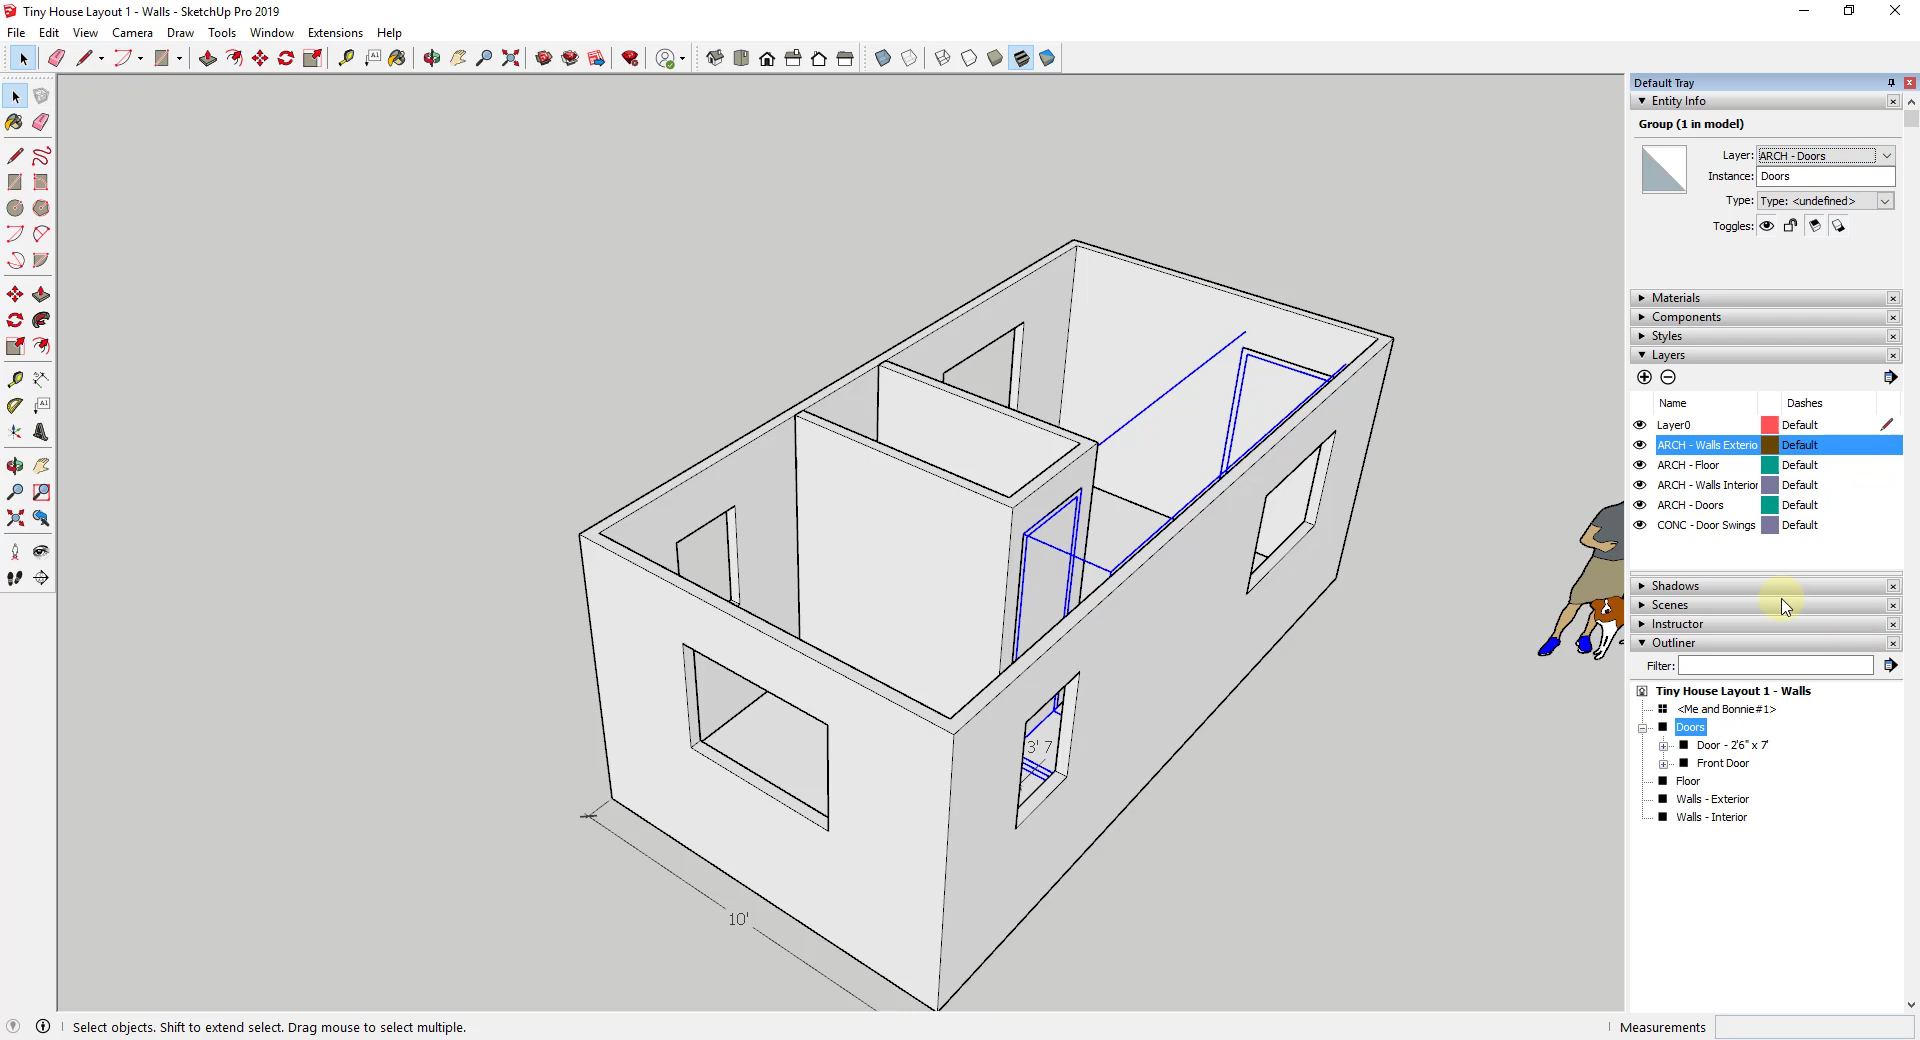 Tiny House Layout 1 - Walls - SketchUp Pro 2019
File Edit View Camera Draw Tools Window Extensions Help
Default Tray
Entity Info
Group (1 in model)
Layer: ARCH - Doors
Instance: Doors
Type: Type: <undefined>
Toggles:
Materials
Components
Styles
Layers
Name Dashes
Layer0 Default
ARCH - Walls Exterio Default
ARCH - Floor Default
ARCH - Walls Interior Default
ARCH - Doors Default
CONC - Door Swings Default
Shadows
Scenes
Instructor
Outliner
Filter:
Tiny House Layout 1 - Walls
<Me and Bonnie#1>
Doors
Door - 2'6" x 7'
Front Door
Floor
Walls - Exterior
Walls - Interior
3' 7
10'
Select objects. Shift to extend select. Drag mouse to select multiple.
Measurements